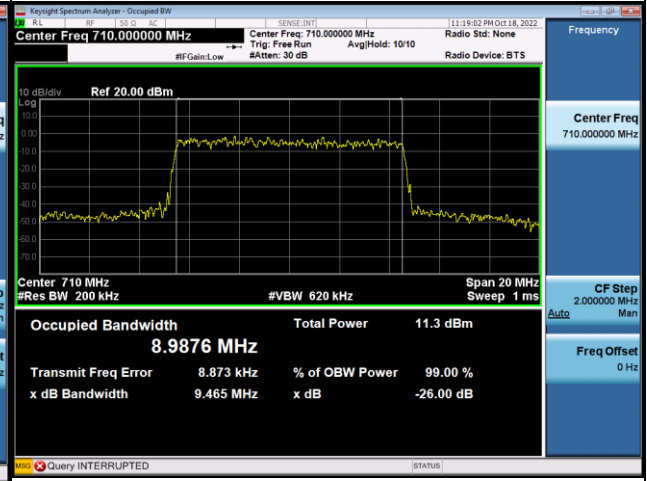 Keysight Spectrum Analyzer - Occupied BW
RL RF 50 Ω AC SENSE:INT 11:19:02 PM Oct 18, 2022
Center Freq 710.000000 MHz
Center Freq: 710.000000 MHz Radio Std: None
Trig: Free Run Avg|Hold: 10/10
#IFGain:Low #Atten: 30 dB Radio Device: BTS
10 dB/div Ref 20.00 dBm
Log
10.0
0.00
-10.0
-20.0
-30.0
-40.0
-50.0
-60.0
-70.0
Center 710 MHz Span 20 MHz
#Res BW 200 kHz #VBW 620 kHz Sweep 1 ms
Occupied Bandwidth Total Power 11.3 dBm
8.9876 MHz
Transmit Freq Error 8.873 kHz % of OBW Power 99.00 %
x dB Bandwidth 9.465 MHz x dB -26.00 dB
MSG Query INTERRUPTED STATUS
Frequency
Center Freq
710.000000 MHz
CF Step
2.000000 MHz
Auto Man
Freq Offset
0 Hz